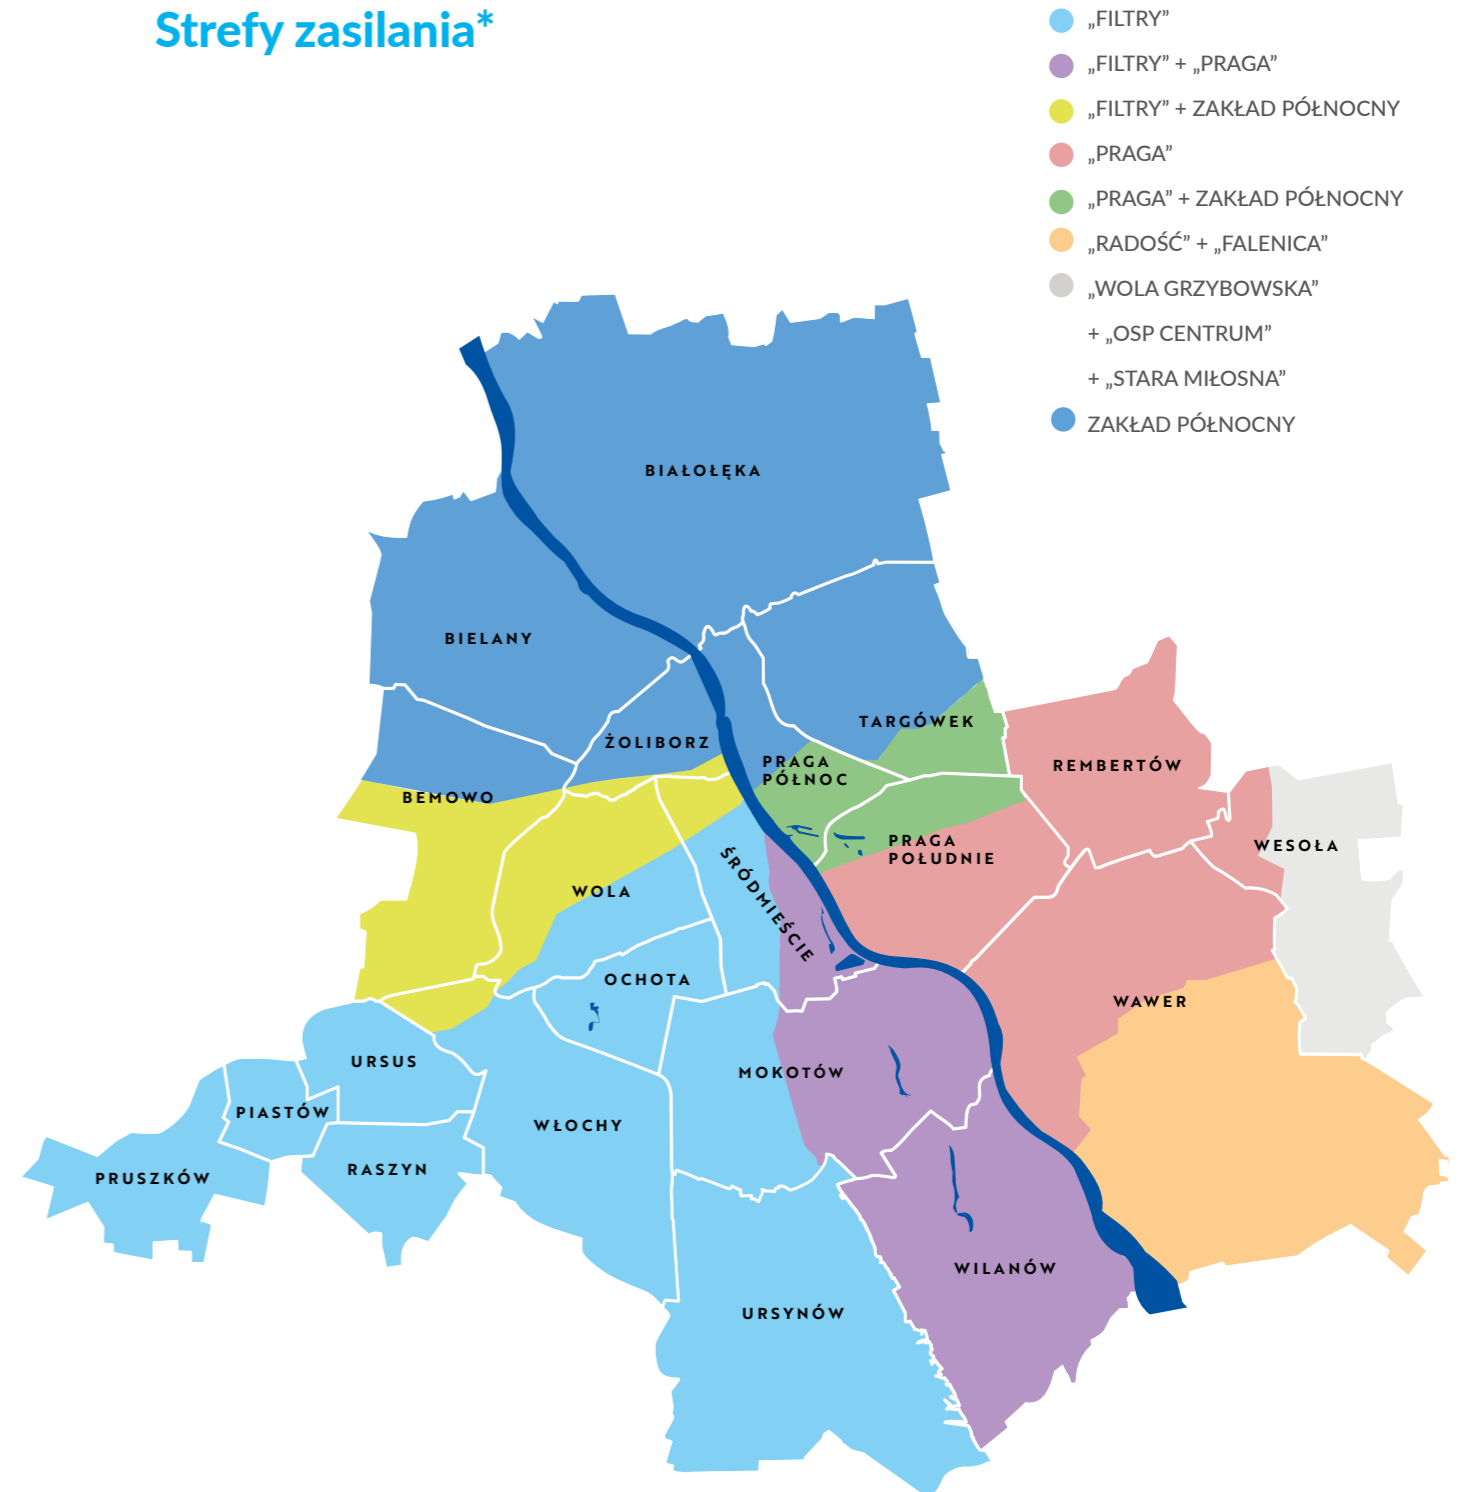 Strefy zasilania*
„FILTRY”
„FILTRY” + „PRAGA”
„FILTRY” + ZAKŁAD PÓŁNOCNY
„PRAGA”
„PRAGA” + ZAKŁAD PÓŁNOCNY
„RADOŚĆ” + „FALENICA”
„WOLA GRZYBOWSKA”
+ „OSP CENTRUM”
+ „STARA MIŁOSNA”
ZAKŁAD PÓŁNOCNY
BIAŁOŁĘKA
BIELANY
TARGÓWEK
ŻOLIBORZ
PRAGA
PÓŁNOC
REMBERTÓW
BEMOWO
PRAGA
POŁUDNIE
WESOŁA
WOLA
ŚRÓDMIEŚCIE
OCHOTA
WAWER
URSUS
MOKOTÓW
PIASTÓW
WŁOCHY
RASZYN
PRUSZKÓW
WILANÓW
URSYNÓW